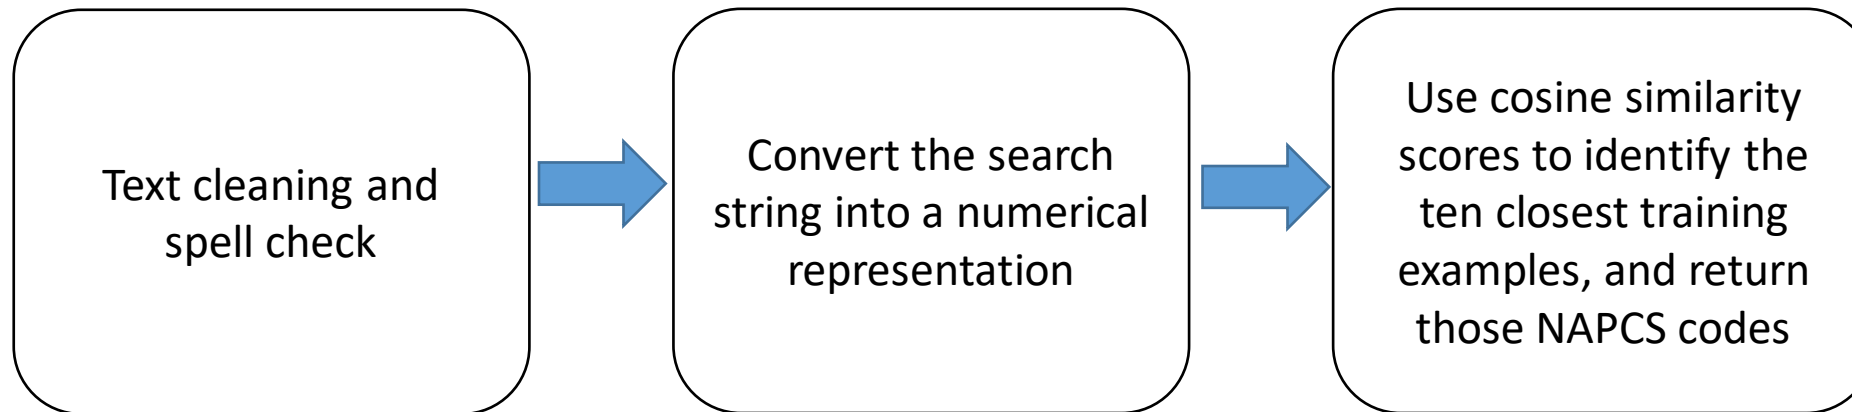 Text cleaning and
spell check
Convert the search
string into a numerical
representation
Use cosine similarity
scores to identify the
ten closest training
examples, and return
those NAPCS codes